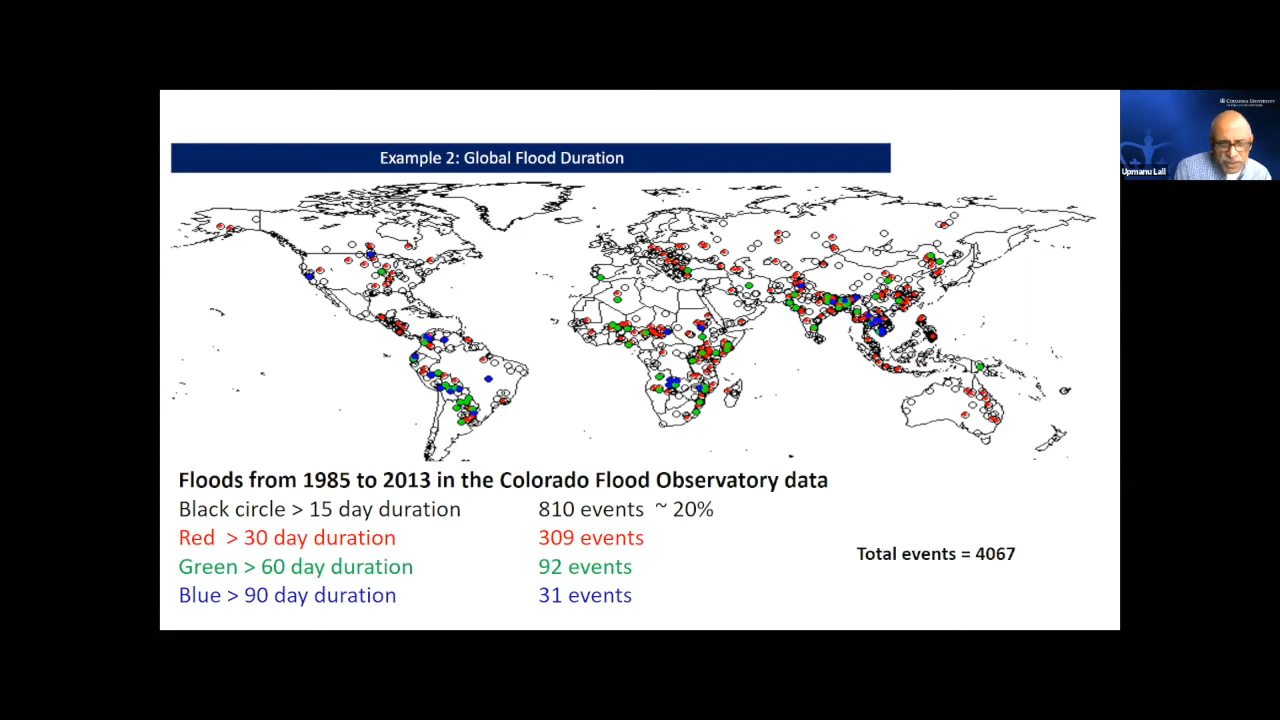 Example 2: Global Flood Duration
COLUMBIA UNIVERSITY
Upmanu Lall
Floods from 1985 to 2013 in the Colorado Flood Observatory data
Black circle > 15 day duration 810 events ~ 20%
Red > 30 day duration 309 events
Total events = 4067
Green > 60 day duration 92 events
Blue > 90 day duration 31 events